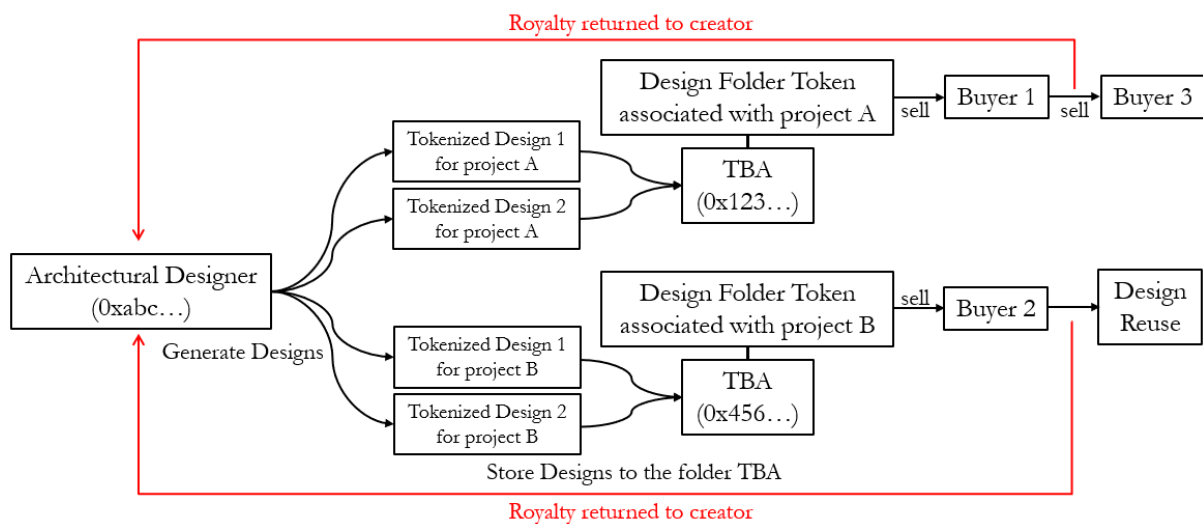 Royalty returned to creator
Design Folder Token
associated with project A
sell
Buyer 1
sell
Buyer 3
Tokenized Design 1
for project A
Tokenized Design 2
for project A
TBA
(0x123…)
Architectural Designer
(0xabc…)
Generate Designs
Design Folder Token
associated with project B
sell
Buyer 2
Design
Reuse
Tokenized Design 1
for project B
Tokenized Design 2
for project B
TBA
(0x456…)
Store Designs to the folder TBA
Royalty returned to creator